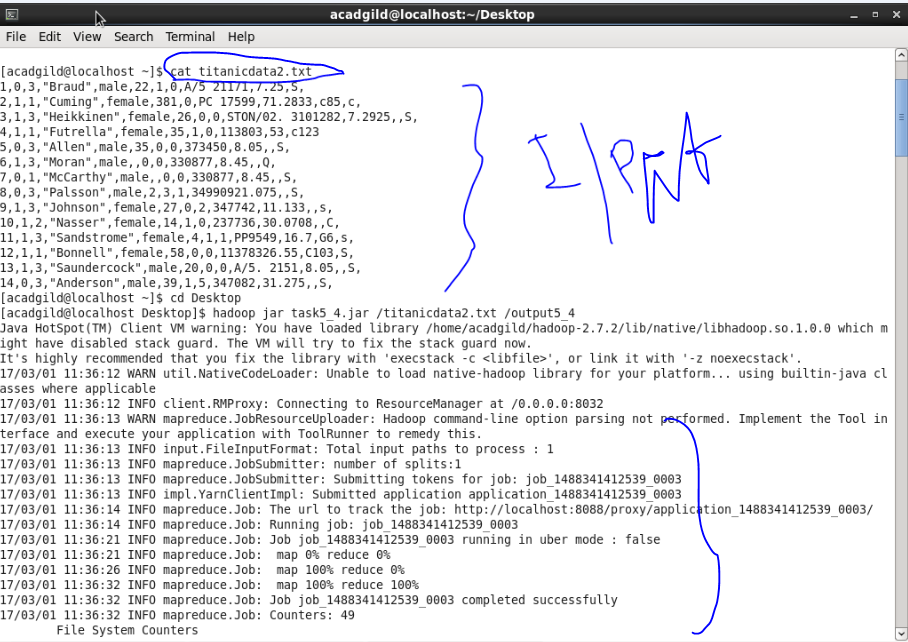 acadgild@localhost:~/Desktop
File Edit View Search Terminal Help
[acadgild@localhost ~]$ cat titanicdata2.txt
1,0,3,"Braud",male,22,1,0,A/5 21171,7.25,S,
2,1,1,"Cuming",female,381,0,PC 17599,71.2833,c85,c,
3,1,3,"Heikkinen",female,26,0,0,STON/02. 3101282,7.2925,,S,
4,1,1,"Futrella",female,35,1,0,113803,53,c123
5,0,3,"Allen",male,35,0,0,373450,8.05,,S,
6,1,3,"Moran",male,,0,0,330877,8.45,,Q,
7,0,1,"McCarthy",male,,0,0,330877,8.45,,S,
8,0,3,"Palsson",male,2,3,1,34990921.075,,S,
9,1,3,"Johnson",female,27,0,2,347742,11.133,,s,
10,1,2,"Nasser",female,14,1,0,237736,30.0708,,C,
11,1,3,"Sandstrome",female,4,1,1,PP9549,16.7,G6,s,
12,1,1,"Bonnell",female,58,0,0,11378326.55,C103,S,
13,1,3,"Saundercock",male,20,0,0,A/5. 2151,8.05,,S,
14,0,3,"Anderson",male,39,1,5,347082,31.275,,S,
I/Pput
[acadgild@localhost ~]$ cd Desktop
[acadgild@localhost Desktop]$ hadoop jar task5_4.jar /titanicdata2.txt /output5_4
Java HotSpot(TM) Client VM warning: You have loaded library /home/acadgild/hadoop-2.7.2/lib/native/libhadoop.so.1.0.0 which m
ight have disabled stack guard. The VM will try to fix the stack guard now.
It's highly recommended that you fix the library with 'execstack -c <libfile>', or link it with '-z noexecstack'.
17/03/01 11:36:12 WARN util.NativeCodeLoader: Unable to load native-hadoop library for your platform... using builtin-java cl
asses where applicable
17/03/01 11:36:12 INFO client.RMProxy: Connecting to ResourceManager at /0.0.0.0:8032
17/03/01 11:36:13 WARN mapreduce.JobResourceUploader: Hadoop command-line option parsing not performed. Implement the Tool in
terface and execute your application with ToolRunner to remedy this.
17/03/01 11:36:13 INFO input.FileInputFormat: Total input paths to process : 1
17/03/01 11:36:13 INFO mapreduce.JobSubmitter: number of splits:1
17/03/01 11:36:13 INFO mapreduce.JobSubmitter: Submitting tokens for job: job_1488341412539_0003
17/03/01 11:36:13 INFO impl.YarnClientImpl: Submitted application application_1488341412539_0003
17/03/01 11:36:14 INFO mapreduce.Job: The url to track the job: http://localhost:8088/proxy/application_1488341412539_0003/
17/03/01 11:36:14 INFO mapreduce.Job: Running job: job_1488341412539_0003
17/03/01 11:36:21 INFO mapreduce.Job: Job job_1488341412539_0003 running in uber mode : false
17/03/01 11:36:21 INFO mapreduce.Job:  map 0% reduce 0%
17/03/01 11:36:26 INFO mapreduce.Job:  map 100% reduce 0%
17/03/01 11:36:32 INFO mapreduce.Job:  map 100% reduce 100%
17/03/01 11:36:32 INFO mapreduce.Job: Job job_1488341412539_0003 completed successfully
17/03/01 11:36:32 INFO mapreduce.Job: Counters: 49
File System Counters